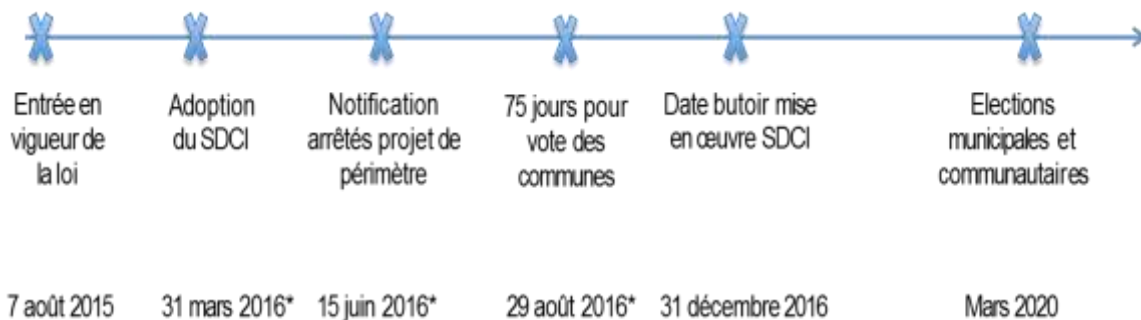 Entrée en
vigueur de
la loi
Adoption
du SDCI
Notification
arrêtés projet de
périmètre
75 jours pour
vote des
communes
Date butoir mise
en œuvre SDCI
Elections
municipales et
communautaires
7 août 2015
31 mars 2016*
15 juin 2016*
29 août 2016*
31 décembre 2016
Mars 2020